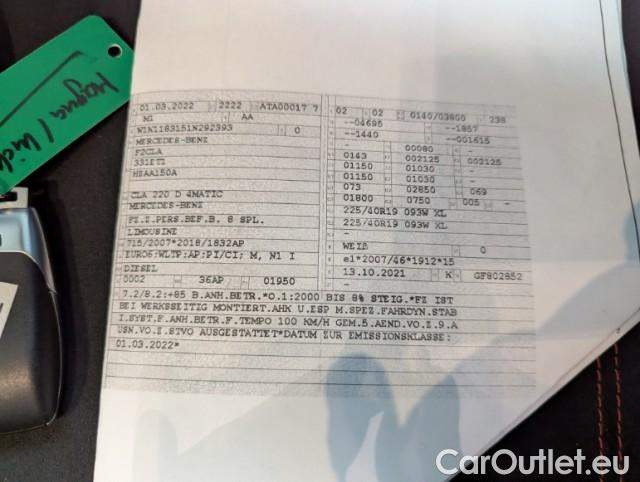 01.03.2022 2222 ATA00017 7
M1 AA
W1N1183151N292393 0
MERCEDES-BENZ
F2CLA
331ET1
HZAA150A
CLA 220 D 4MATIC
MERCEDES-BENZ
FZ.Z.PERS.BEF.B. 8 SPL.
LIMOUSINE
715/2007*2018/1832AP
EURO6;WLTP;AP;PI/CI; M, N1 I
DIESEL
0002 36AP 01950
02 02 0140/03800 238
--04695 --1857
--1440 --001615
- 00080 -
0143 002125 002125
01150 01030 -
01150 01030 -
073 02850 069
01800 0750 005 -
225/40R19 093W XL
225/40R19 093W XL
-
WEIß 0
e1*2007/46*1912*15
13.10.2021 K GF802852
7.2/8.2:+85 B.ANH.BETR.*O.1:2000 BIS 8% STEIG.*FZ IST
BEI WERKSSEITIG MONTIERT.AHK U.ESP M.SPEZ.FAHRDYN.STAB
I.SYST.F.ANH.BETR.F.TEMPO 100 KM/H GEM.5.AEND.VO.Z.9.A
USN.VO.Z.STVO AUSGESTATTET*DATUM ZUR EMISSIONSKLASSE:
01.03.2022*
CarOutlet.eu